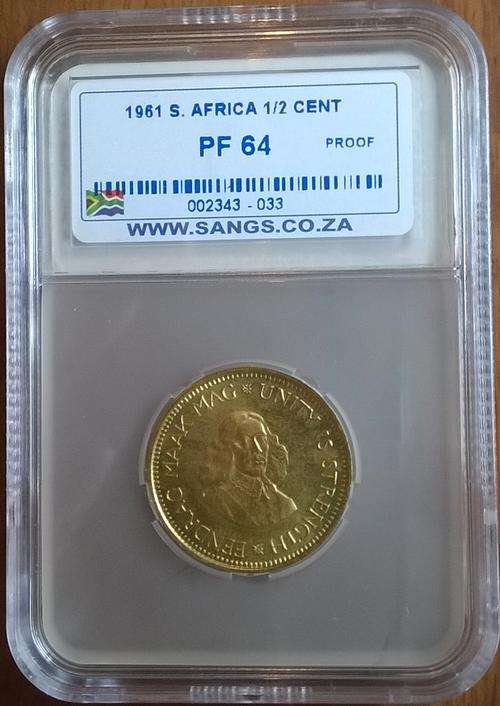 1961 S. AFRICA 1/2 CENT
PF 64 PROOF
002343 - 033
WWW.SANGS.CO.ZA
EENDRAG MAAK MAG * UNITY IS STRENGTH *